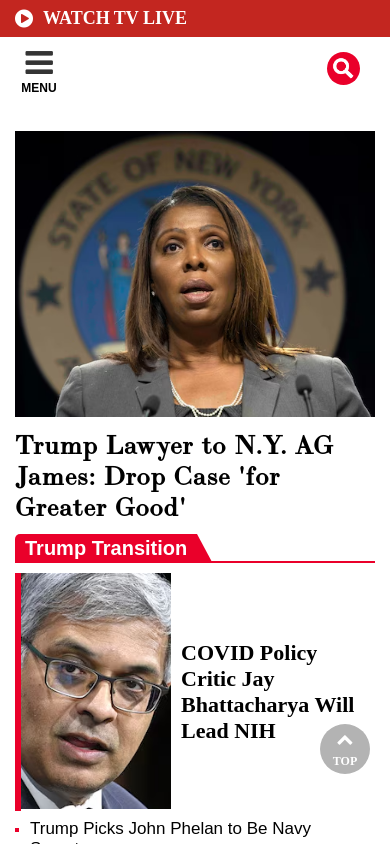 WATCH TV LIVE
MENU
STATE OF NEW YORK
Trump Lawyer to N.Y. AG
James: Drop Case 'for
Greater Good'
Trump Transition
COVID Policy
Critic Jay
Bhattacharya Will
Lead NIH
TOP
Trump Picks John Phelan to Be Navy